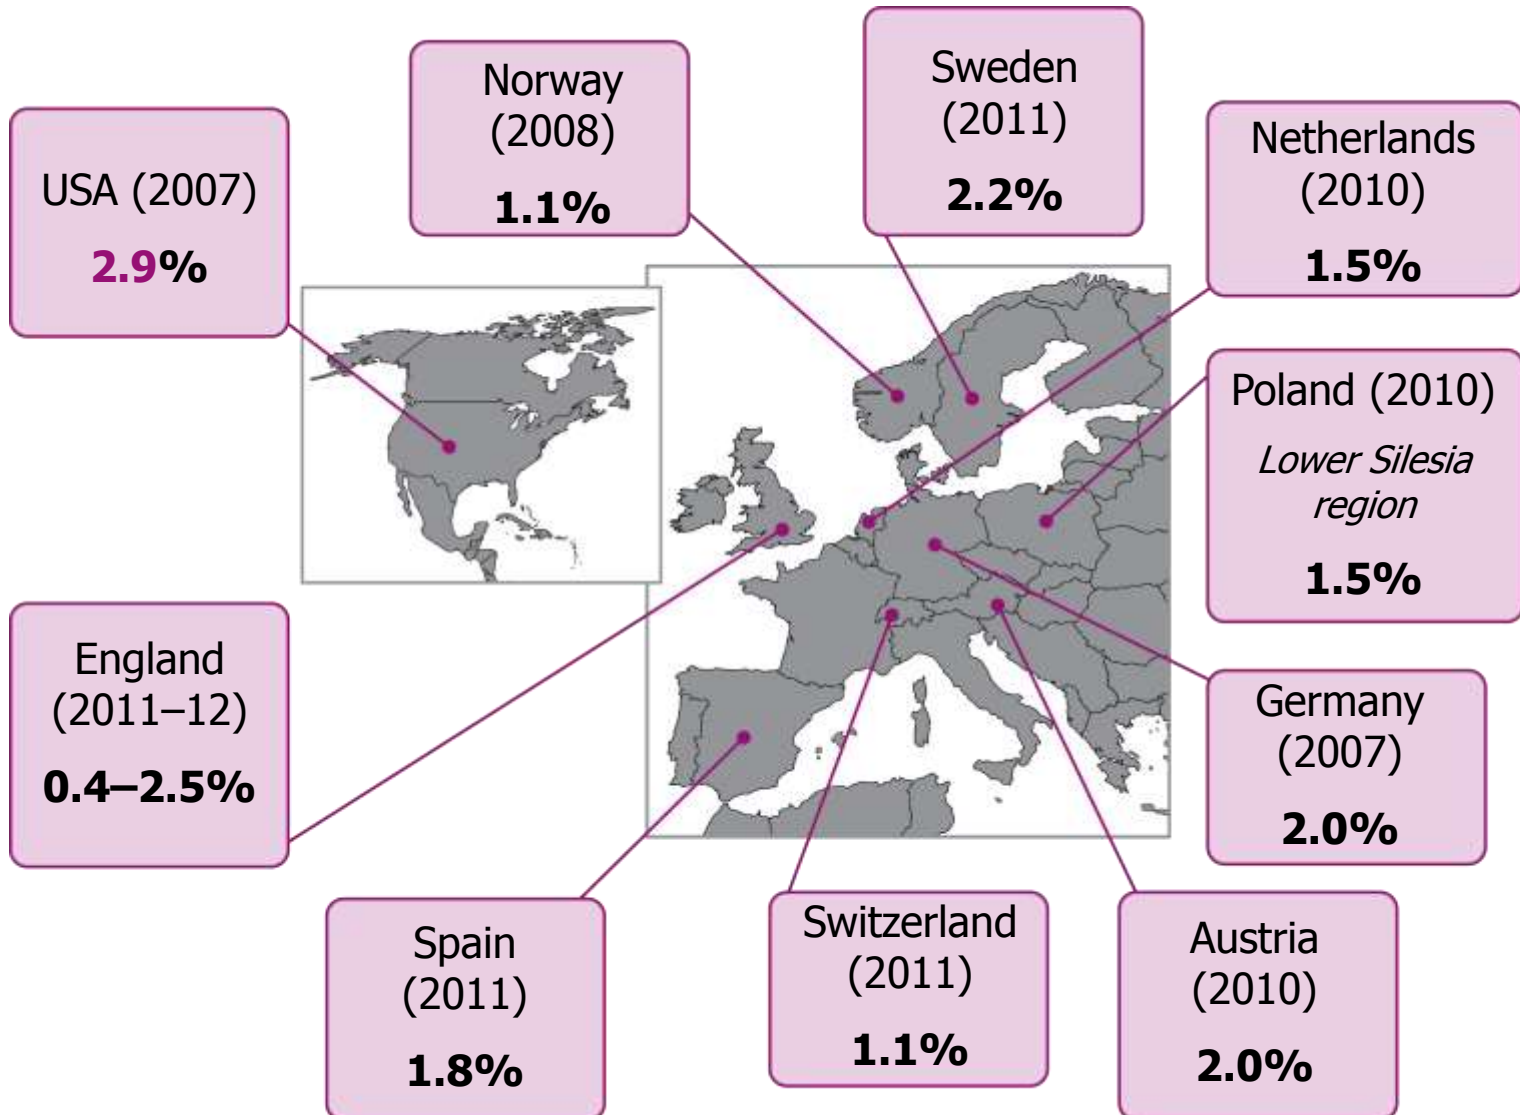 Norway
(2008)
1.1%
Sweden
(2011)
2.2%
USA (2007)
2.9%
Netherlands
(2010)
1.5%
Poland (2010)
Lower Silesia
region
1.5%
England
(2011–12)
0.4–2.5%
Germany
(2007)
2.0%
Spain
(2011)
1.8%
Switzerland
(2011)
1.1%
Austria
(2010)
2.0%